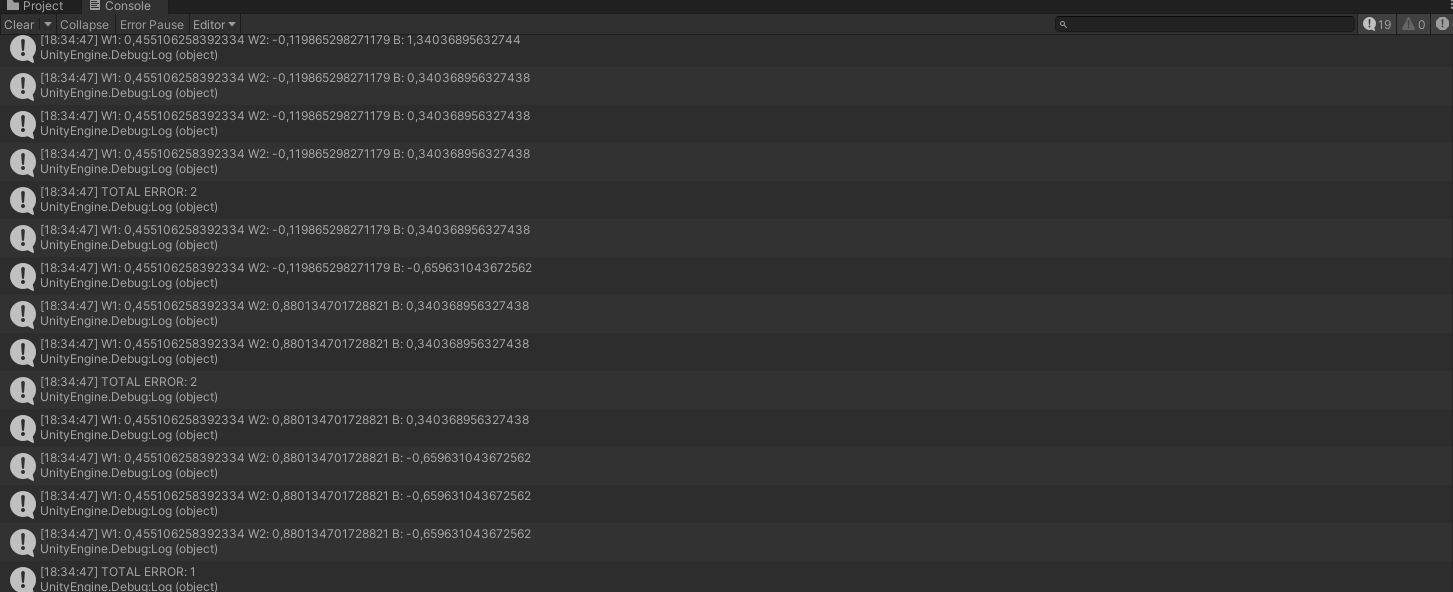 Project Console
Clear Collapse Error Pause Editor 19 0
[18:34:47] W1: 0,455106258392334 W2: -0,119865298271179 B: 1,34036895632744
UnityEngine.Debug:Log (object)
[18:34:47] W1: 0,455106258392334 W2: -0,119865298271179 B: 0,340368956327438
UnityEngine.Debug:Log (object)
[18:34:47] W1: 0,455106258392334 W2: -0,119865298271179 B: 0,340368956327438
UnityEngine.Debug:Log (object)
[18:34:47] W1: 0,455106258392334 W2: -0,119865298271179 B: 0,340368956327438
UnityEngine.Debug:Log (object)
[18:34:47] TOTAL ERROR: 2
UnityEngine.Debug:Log (object)
[18:34:47] W1: 0,455106258392334 W2: -0,119865298271179 B: 0,340368956327438
UnityEngine.Debug:Log (object)
[18:34:47] W1: 0,455106258392334 W2: -0,119865298271179 B: -0,659631043672562
UnityEngine.Debug:Log (object)
[18:34:47] W1: 0,455106258392334 W2: 0,880134701728821 B: 0,340368956327438
UnityEngine.Debug:Log (object)
[18:34:47] W1: 0,455106258392334 W2: 0,880134701728821 B: 0,340368956327438
UnityEngine.Debug:Log (object)
[18:34:47] TOTAL ERROR: 2
UnityEngine.Debug:Log (object)
[18:34:47] W1: 0,455106258392334 W2: 0,880134701728821 B: 0,340368956327438
UnityEngine.Debug:Log (object)
[18:34:47] W1: 0,455106258392334 W2: 0,880134701728821 B: -0,659631043672562
UnityEngine.Debug:Log (object)
[18:34:47] W1: 0,455106258392334 W2: 0,880134701728821 B: -0,659631043672562
UnityEngine.Debug:Log (object)
[18:34:47] W1: 0,455106258392334 W2: 0,880134701728821 B: -0,659631043672562
UnityEngine.Debug:Log (object)
[18:34:47] TOTAL ERROR: 1
UnityEngine.Debug:Log (object)